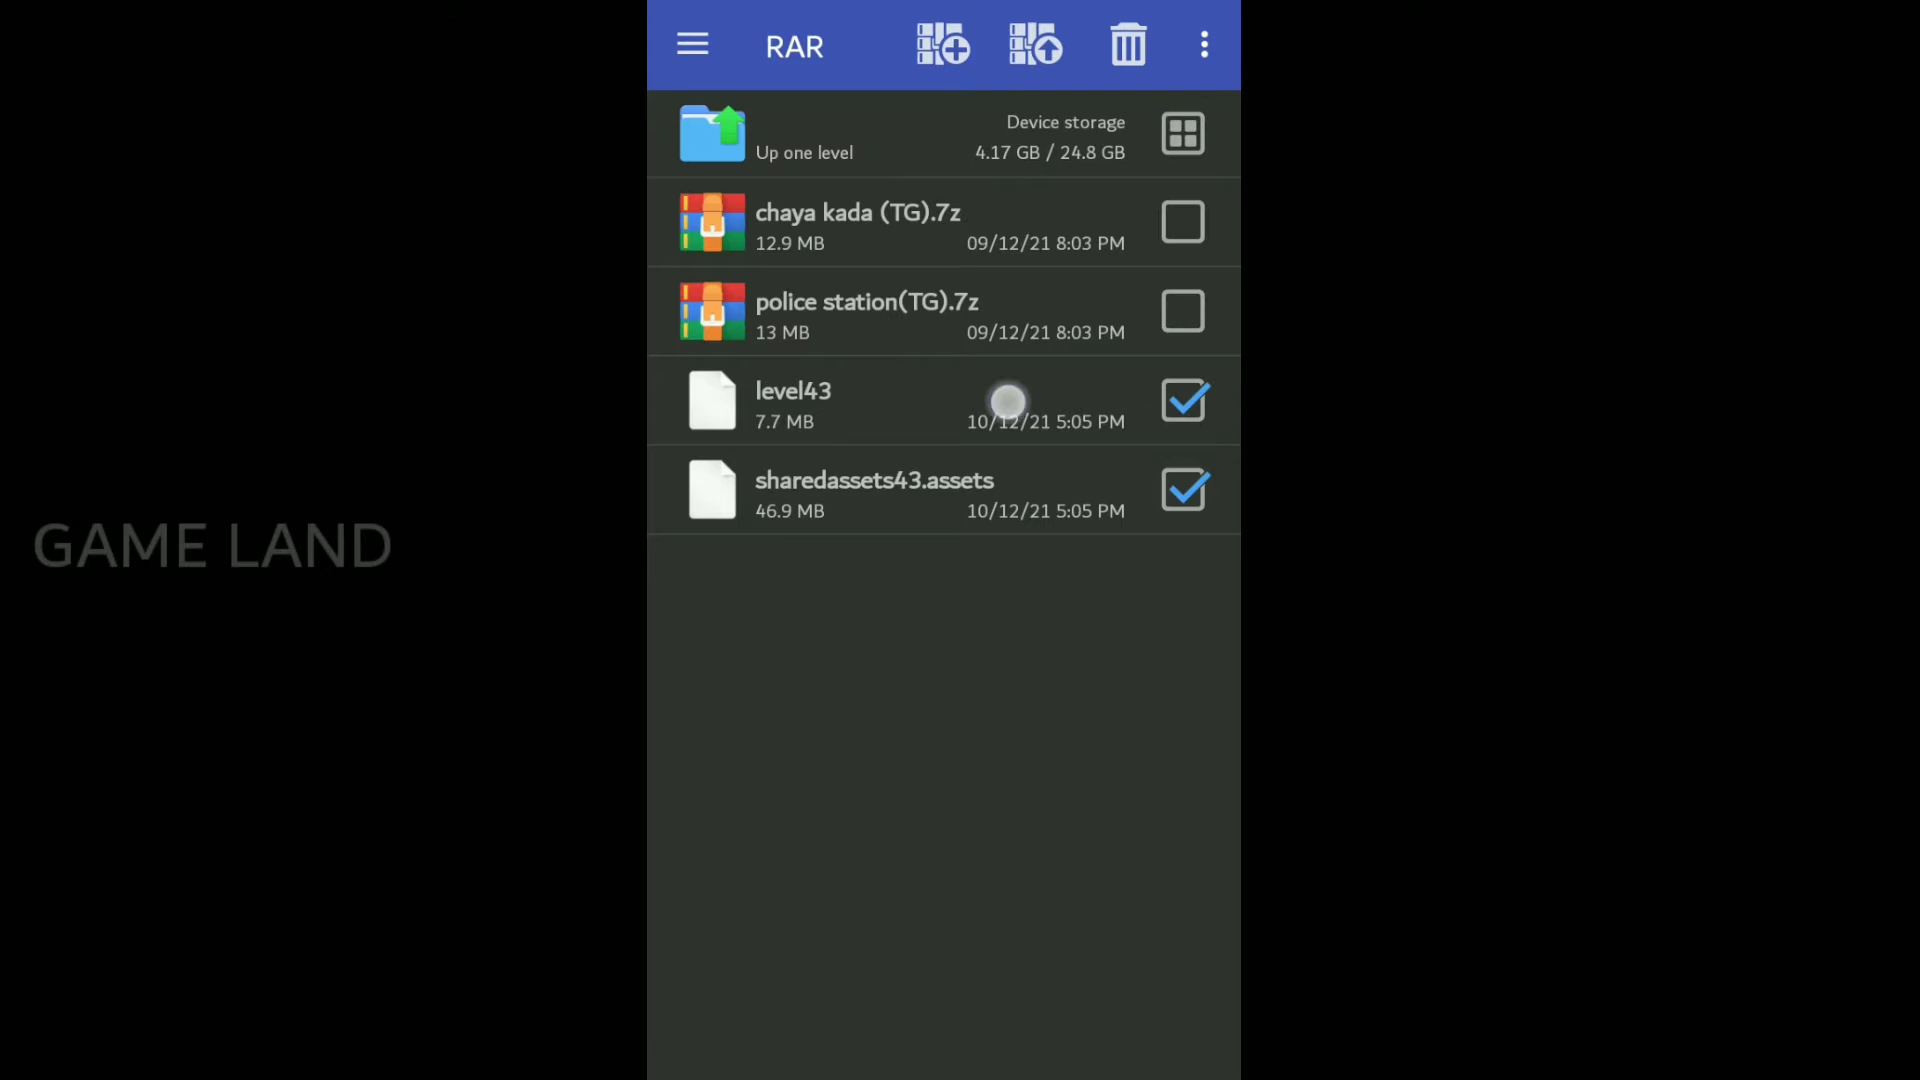 RAR
Device storage
Up one level
4.17 GB / 24.8 GB
chaya kada (TG).7z
12.9 MB
09/12/21 8:03 PM
police station(TG).7z
13 MB
09/12/21 8:03 PM
level43
7.7 MB
10/12/21 5:05 PM
sharedassets43.assets
46.9 MB
10/12/21 5:05 PM
GAME LAND